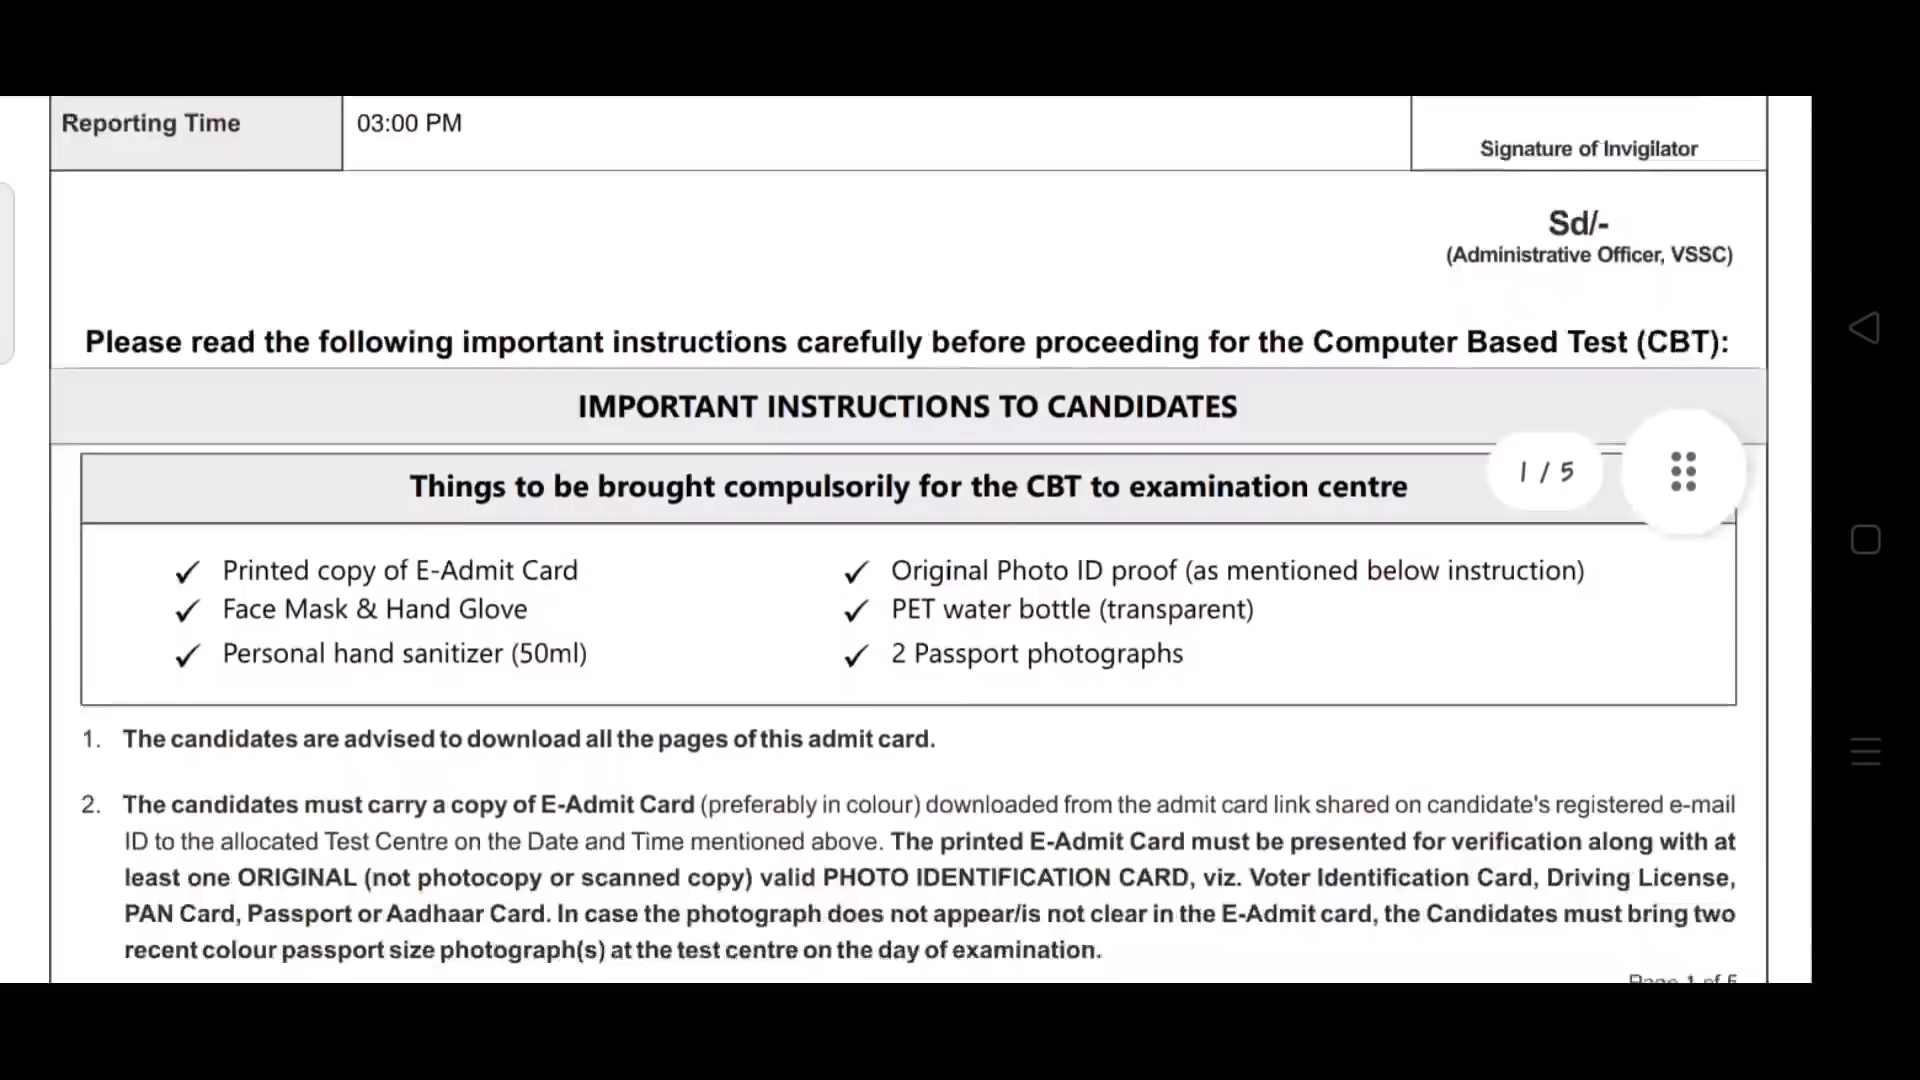 Reporting Time
03:00 PM
Signature of Invigilator
Sd/-
(Administrative Officer, VSSC)
Please read the following important instructions carefully before proceeding for the Computer Based Test (CBT):
IMPORTANT INSTRUCTIONS TO CANDIDATES
1 / 5
Things to be brought compulsorily for the CBT to examination centre
✓ Printed copy of E-Admit Card
✓ Original Photo ID proof (as mentioned below instruction)
✓ Face Mask & Hand Glove
✓ PET water bottle (transparent)
✓ Personal hand sanitizer (50ml)
✓ 2 Passport photographs
1. The candidates are advised to download all the pages of this admit card.
2. The candidates must carry a copy of E-Admit Card (preferably in colour) downloaded from the admit card link shared on candidate's registered e-mail
ID to the allocated Test Centre on the Date and Time mentioned above. The printed E-Admit Card must be presented for verification along with at
least one ORIGINAL (not photocopy or scanned copy) valid PHOTO IDENTIFICATION CARD, viz. Voter Identification Card, Driving License,
PAN Card, Passport or Aadhaar Card. In case the photograph does not appear/is not clear in the E-Admit card, the Candidates must bring two
recent colour passport size photograph(s) at the test centre on the day of examination.
Page 1 of 5